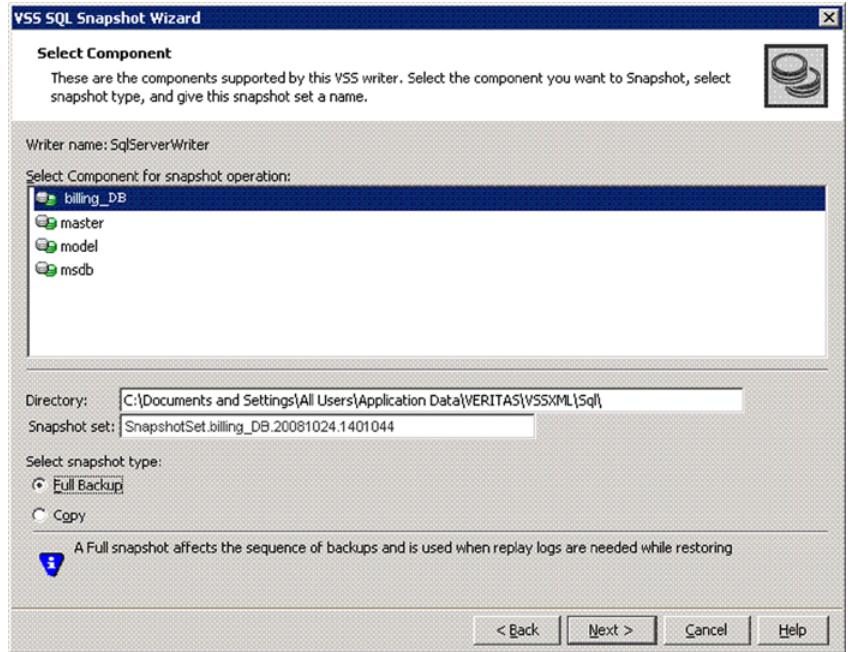 VSS SQL Snapshot Wizard
Select Component
These are the components supported by this VSS writer. Select the component you want to Snapshot, select
snapshot type, and give this snapshot set a name.
Writer name: SqlServerWriter
Select Component for snapshot operation:
billing_DB
master
model
msdb
Directory: C:\Documents and Settings\All Users\Application Data\VERITAS\VSSXML\Sql\
Snapshot set: SnapshotSet.billing_DB.20081024.1401044
Select snapshot type:
Full Backup
Copy
A Full snapshot affects the sequence of backups and is used when replay logs are needed while restoring
< Back Next > Cancel Help